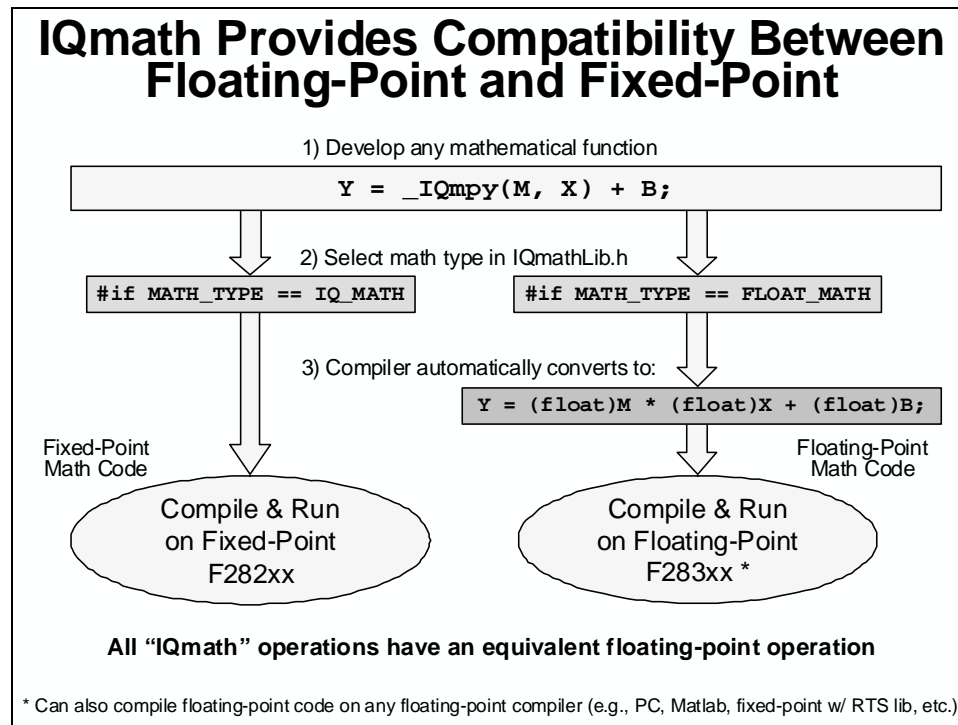 IQmath Provides Compatibility Between
Floating-Point and Fixed-Point
1) Develop any mathematical function
Y = _IQmpy(M, X) + B;
2) Select math type in IQmathLib.h
#if MATH_TYPE == IQ_MATH
#if MATH_TYPE == FLOAT_MATH
3) Compiler automatically converts to:
Y = (float)M * (float)X + (float)B;
Fixed-Point
Math Code
Floating-Point
Math Code
Compile & Run
on Fixed-Point
F282xx
Compile & Run
on Floating-Point
F283xx *
All “IQmath” operations have an equivalent floating-point operation
* Can also compile floating-point code on any floating-point compiler (e.g., PC, Matlab, fixed-point w/ RTS lib, etc.)